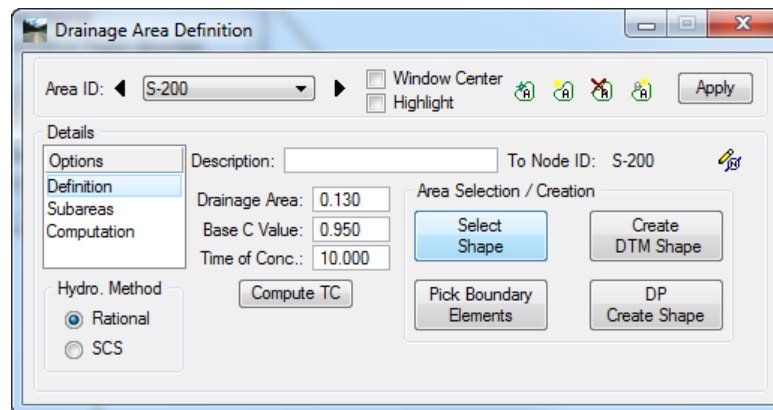 Drainage Area Definition
Area ID: S-200
Window Center
Highlight
Apply
Details
Options
Definition
Subareas
Computation
Description:
To Node ID: S-200
Drainage Area: 0.130
Base C Value: 0.950
Time of Conc.: 10.000
Compute TC
Area Selection / Creation
Select
Shape
Create
DTM Shape
Pick Boundary
Elements
DP
Create Shape
Hydro. Method
Rational
SCS